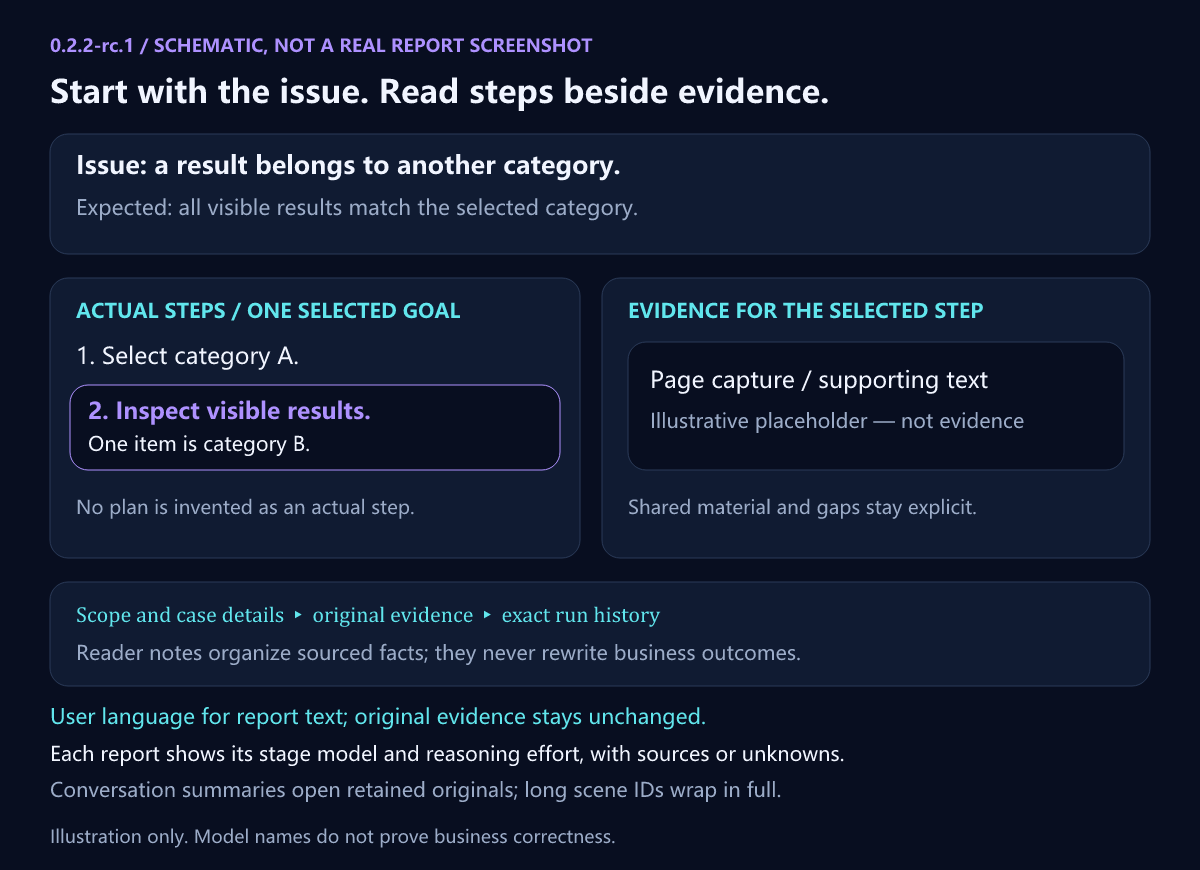 0.2.2-rc.1 / SCHEMATIC, NOT A REAL REPORT SCREENSHOT
Start with the issue. Read steps beside evidence.
Issue: a result belongs to another category.
Expected: all visible results match the selected category.
ACTUAL STEPS / ONE SELECTED GOAL
1. Select category A.
2. Inspect visible results.
One item is category B.
No plan is invented as an actual step.
EVIDENCE FOR THE SELECTED STEP
Page capture / supporting text
Illustrative placeholder — not evidence
Shared material and gaps stay explicit.
Scope and case details ‣ original evidence ‣ exact run history
Reader notes organize sourced facts; they never rewrite business outcomes.
User language for report text; original evidence stays unchanged.
Each report shows its stage model and reasoning effort, with sources or unknowns.
Conversation summaries open retained originals; long scene IDs wrap in full.
Illustration only. Model names do not prove business correctness.